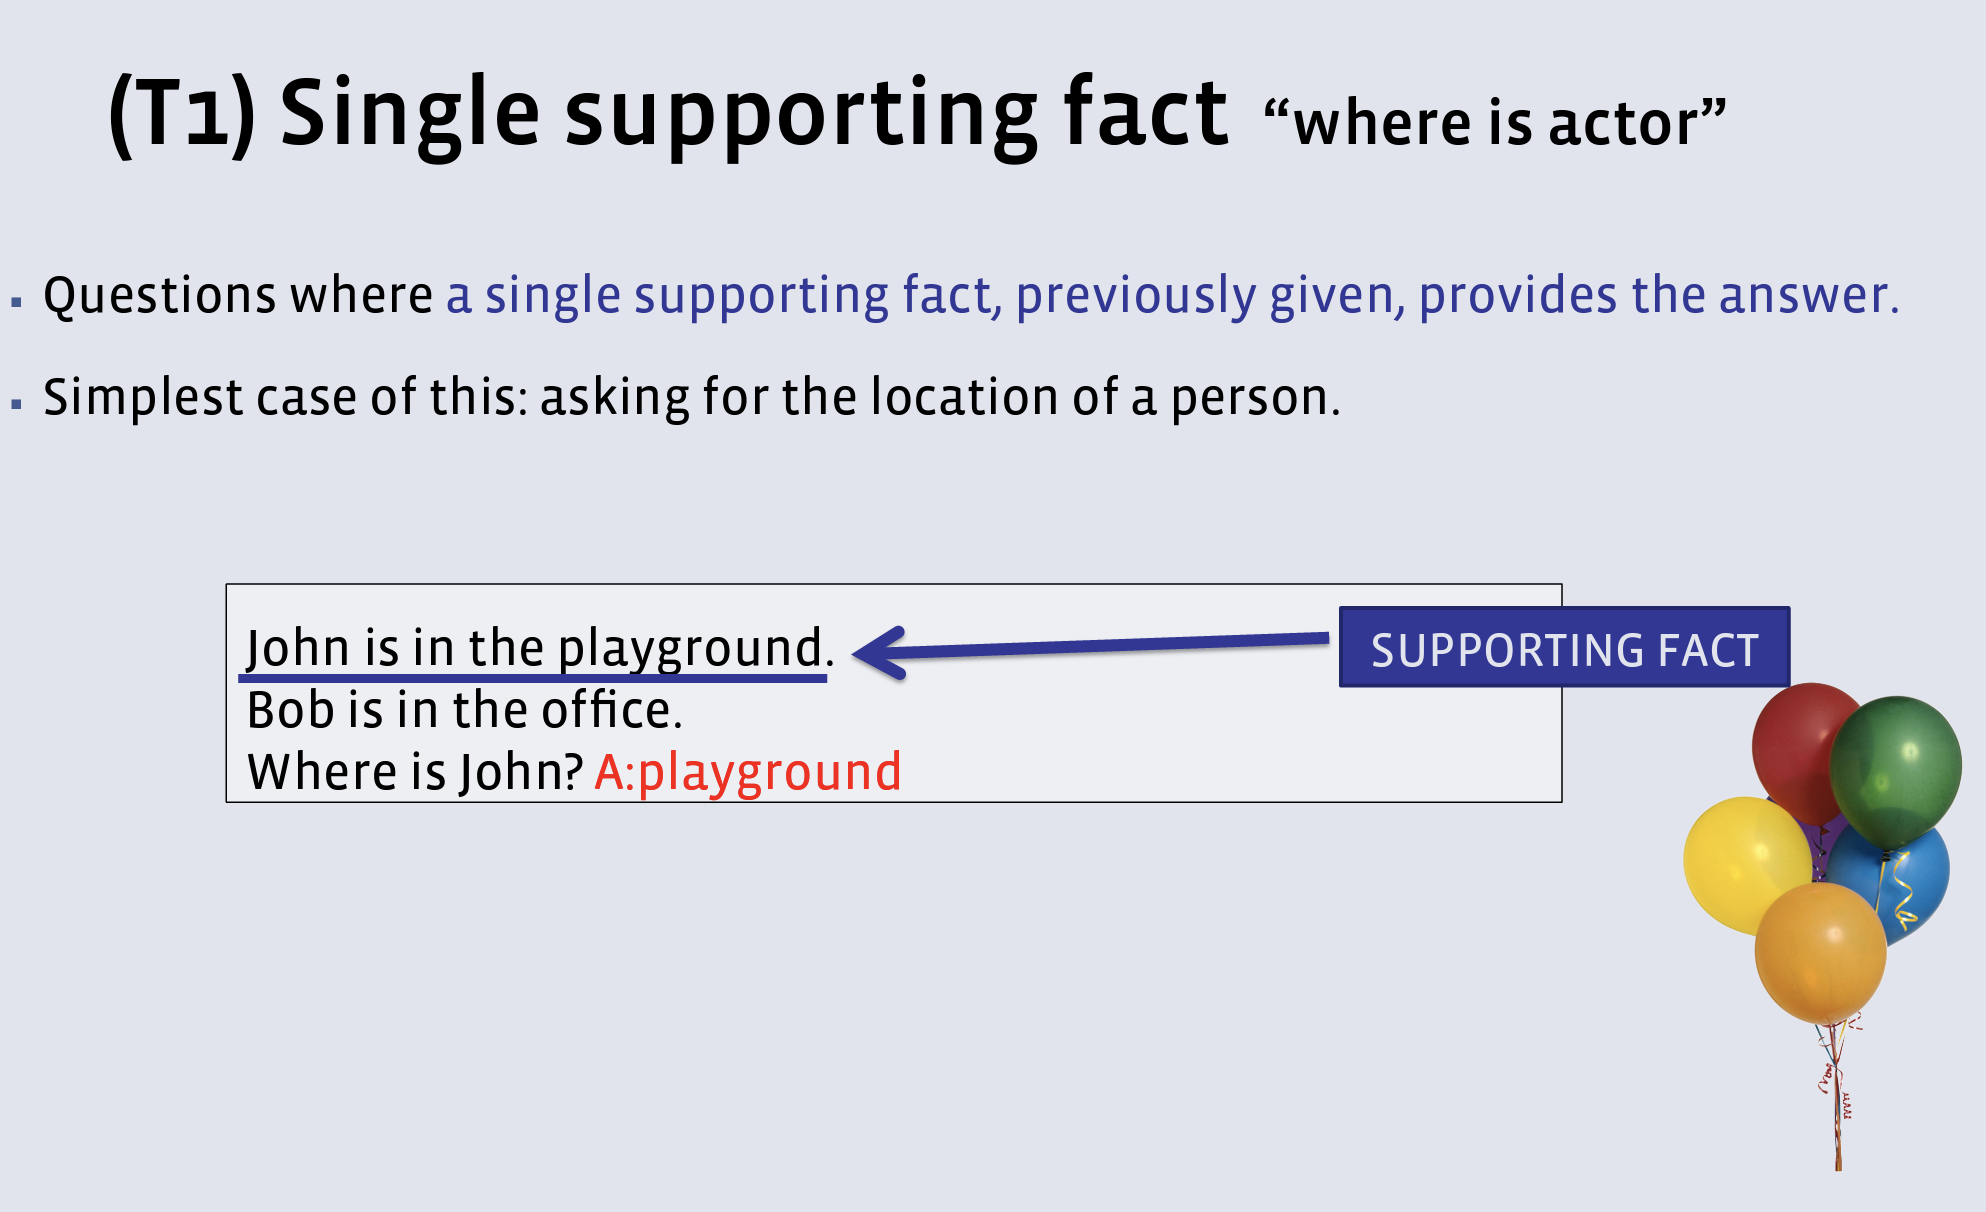 (T1) Single supporting fact “where is actor”
▪ Questions where a single supporting fact, previously given, provides the answer.
▪ Simplest case of this: asking for the location of a person.
John is in the playground.
SUPPORTING FACT
Bob is in the office.
Where is John? A:playground